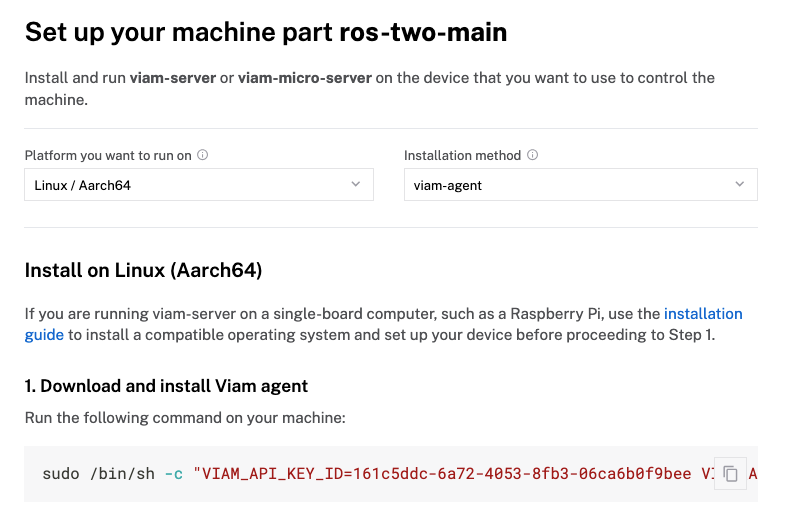 Set up your machine part ros-two-main
Install and run viam-server or viam-micro-server on the device that you want to use to control the
machine.
Platform you want to run on Installation method
Linux / Aarch64 viam-agent
Install on Linux (Aarch64)
If you are running viam-server on a single-board computer, such as a Raspberry Pi, use the installation
guide to install a compatible operating system and set up your device before proceeding to Step 1.
1. Download and install Viam agent
Run the following command on your machine:
sudo /bin/sh -c "VIAM_API_KEY_ID=161c5ddc-6a72-4053-8fb3-06ca6b0f9bee